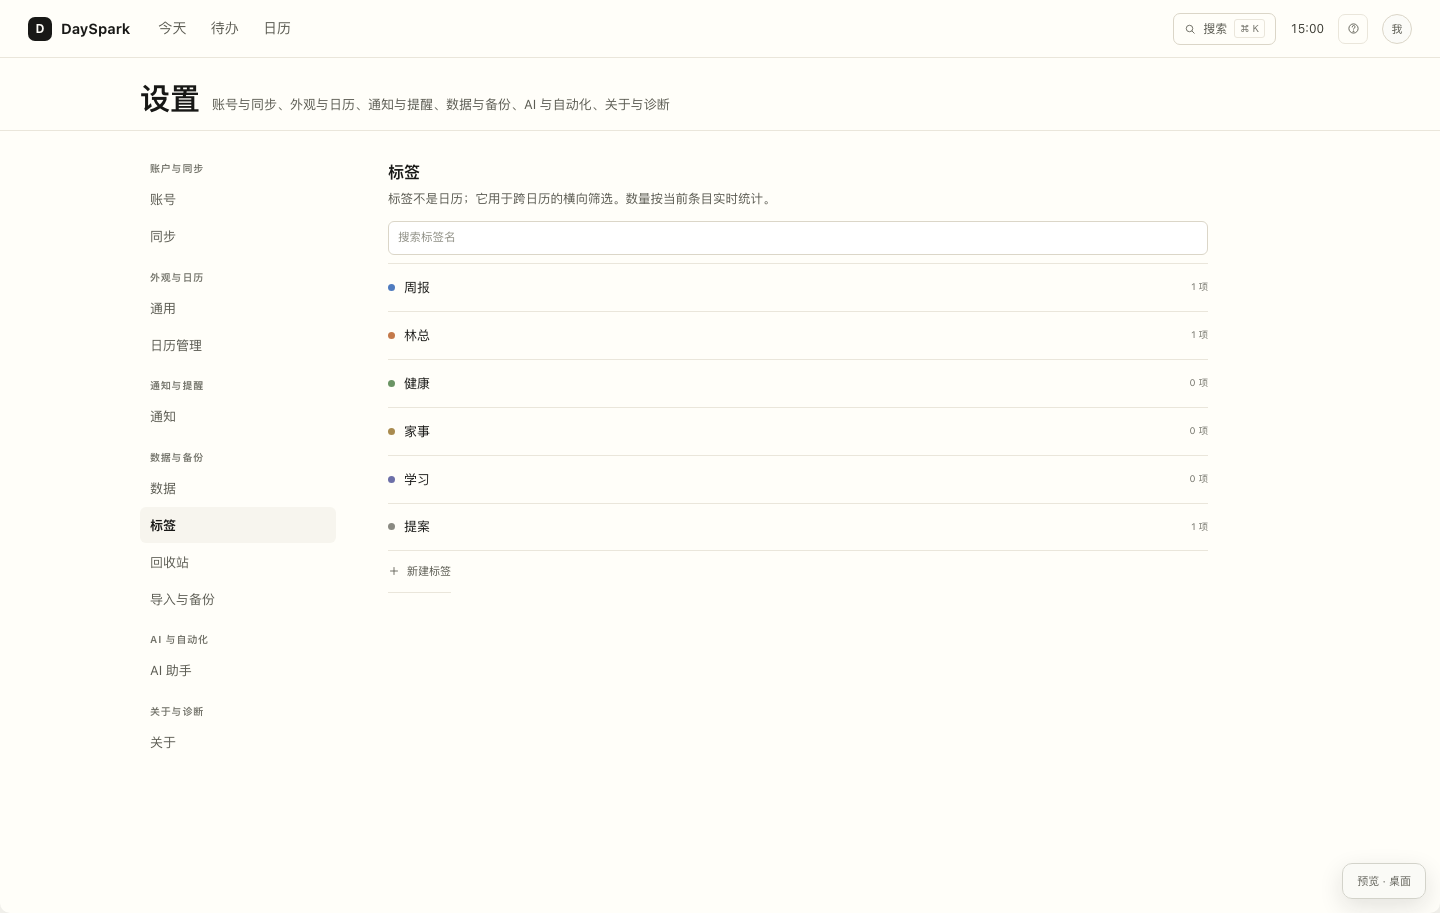 D DaySpark 今天 待办 日历 搜索 ⌘ K 15:00 我
设置 账号与同步、外观与日历、通知与提醒、数据与备份、AI 与自动化、关于与诊断
账户与同步
账号
同步
外观与日历
通用
日历管理
通知与提醒
通知
数据与备份
数据
标签
回收站
导入与备份
AI 与自动化
AI 助手
关于与诊断
关于
标签
标签不是日历；它用于跨日历的横向筛选。数量按当前条目实时统计。
搜索标签名
周报 1 项
林总 1 项
健康 0 项
家事 0 项
学习 0 项
提案 1 项
+ 新建标签
预览 · 桌面